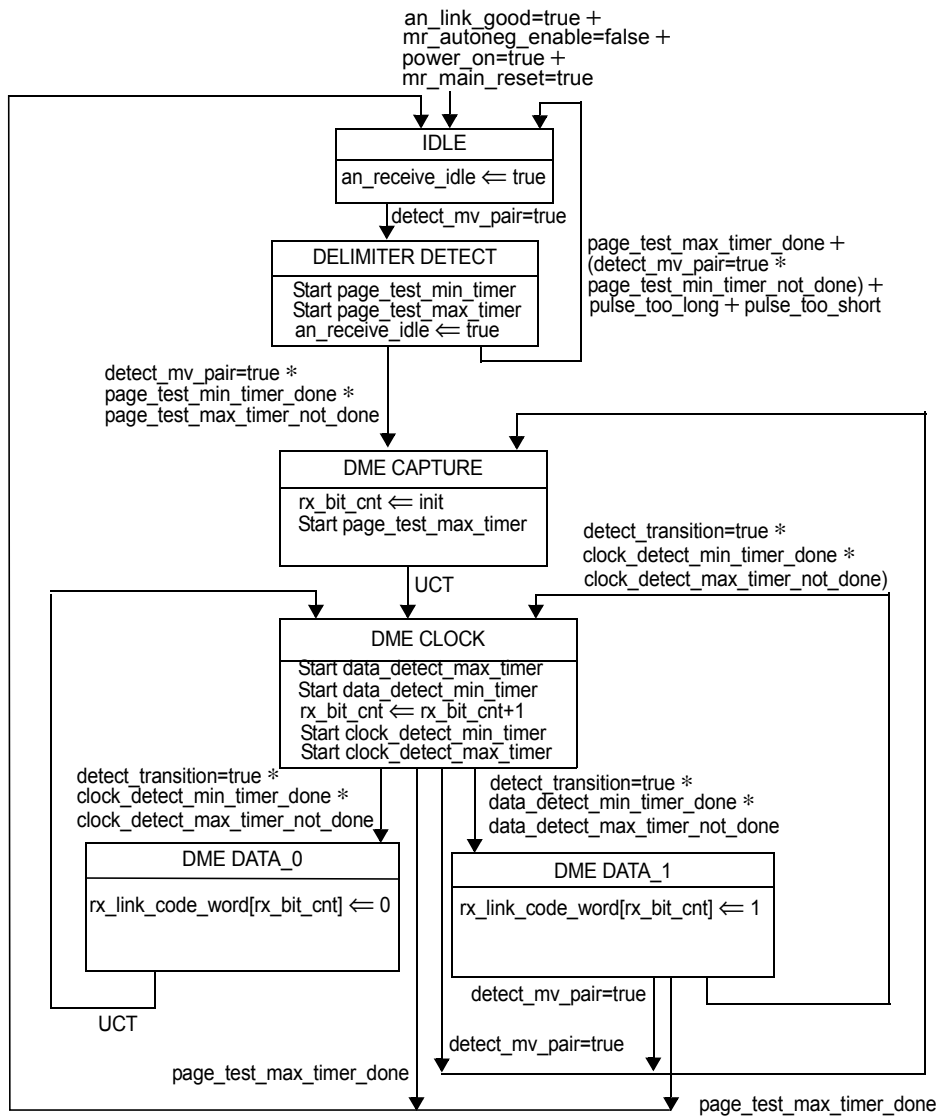 an_link_good=true +
mr_autoneg_enable=false +
power_on=true +
mr_main_reset=true
IDLE
an_receive_idle ⇐ true
detect_mv_pair=true
DELIMITER DETECT
Start page_test_min_timer
Start page_test_max_timer
an_receive_idle ⇐ true
page_test_max_timer_done +
(detect_mv_pair=true *
page_test_min_timer_not_done) +
pulse_too_long + pulse_too_short
detect_mv_pair=true *
page_test_min_timer_done *
page_test_max_timer_not_done
DME CAPTURE
rx_bit_cnt ⇐ init
Start page_test_max_timer
detect_transition=true *
clock_detect_min_timer_done *
clock_detect_max_timer_not_done)
UCT
DME CLOCK
Start data_detect_max_timer
Start data_detect_min_timer
rx_bit_cnt ⇐ rx_bit_cnt+1
Start clock_detect_min_timer
Start clock_detect_max_timer
detect_transition=true *
clock_detect_min_timer_done *
clock_detect_max_timer_not_done
detect_transition=true *
data_detect_min_timer_done *
data_detect_max_timer_not_done
DME DATA_0
rx_link_code_word[rx_bit_cnt] ⇐ 0
DME DATA_1
rx_link_code_word[rx_bit_cnt] ⇐ 1
detect_mv_pair=true
UCT
detect_mv_pair=true
page_test_max_timer_done
page_test_max_timer_done